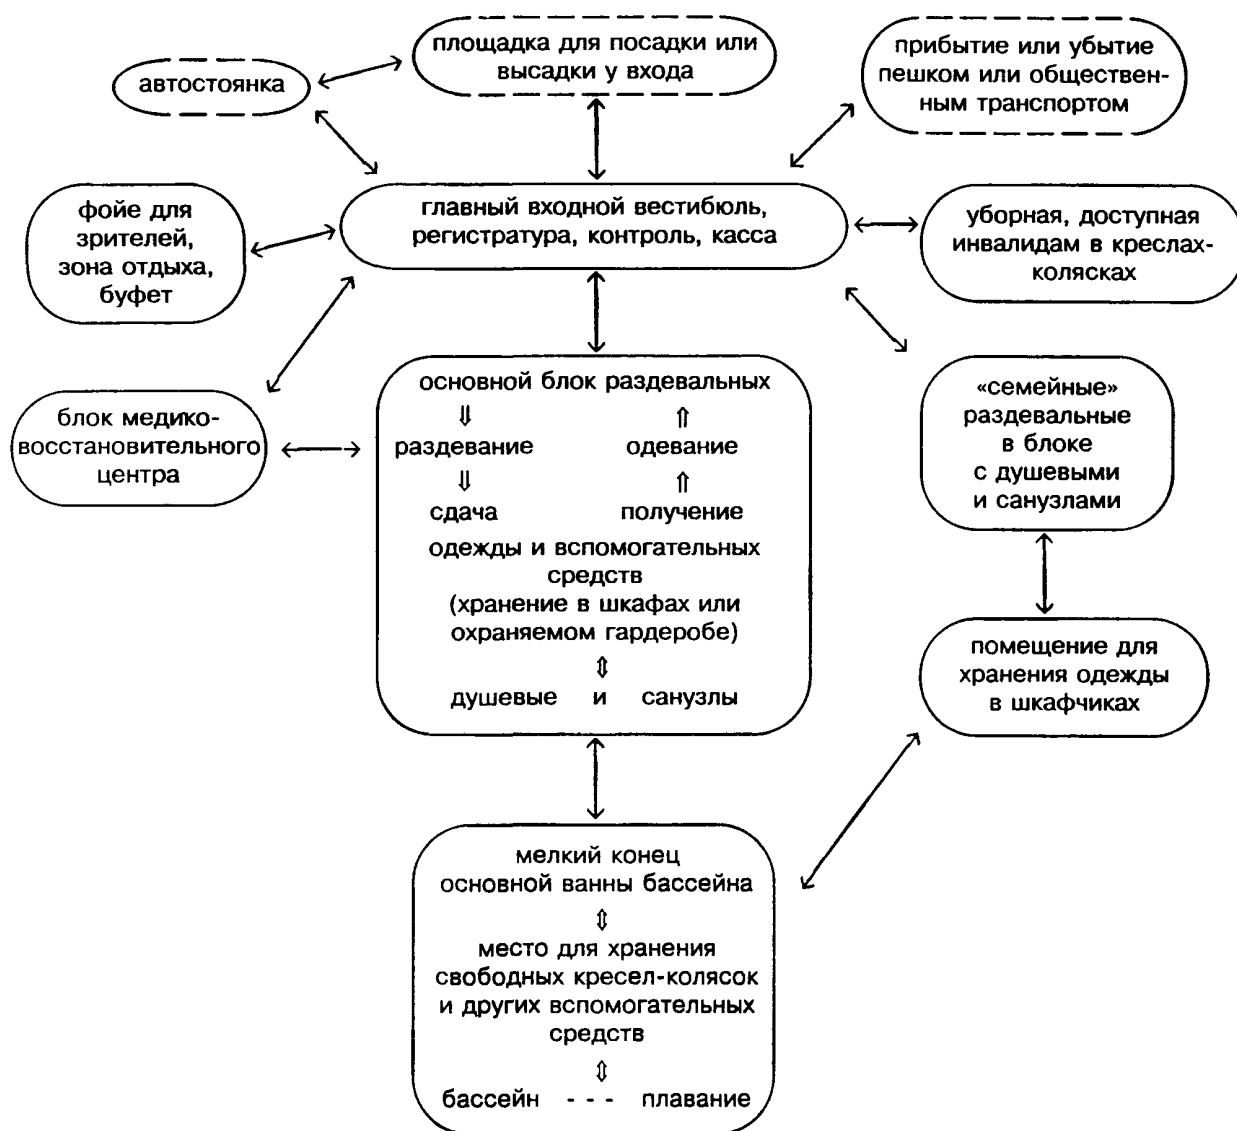 площадка для посадки или
высадки у входа
прибытие или убытие
пешком или обществен-
ным транспортом
автостоянка
фойе для
зрителей,
зона отдыха,
буфет
главный входной вестибюль,
регистратура, контроль, касса
уборная, доступная
инвалидам в креслах-
колясках
блок медико-
восстановительного
центра
основной блок раздевальных
⇓ ⇑
раздевание одевание
⇓ ⇑
сдача получение
одежды и вспомогательных
средств
(хранение в шкафах или
охраняемом гардеробе)
⇕
душевые и санузлы
«семейные»
раздевальные
в блоке
с душевыми
и санузлами
помещение для
хранения одежды
в шкафчиках
мелкий конец
основной ванны бассейна
⇕
место для хранения
свободных кресел-колясок
и других вспомогательных
средств
⇕
бассейн - - - плавание